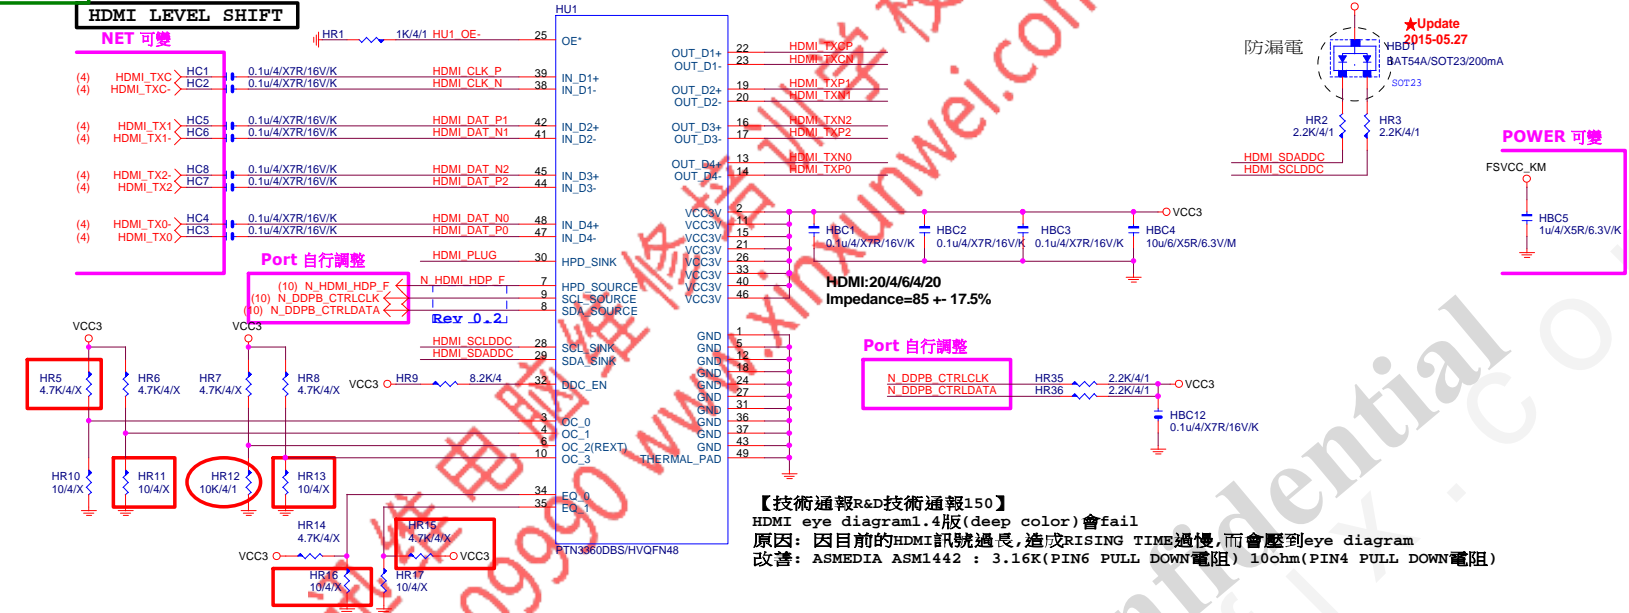 HDMI LEVEL SHIFT
NET 可變
(4) HDMI_TXC HC1 0.1u/4/X7R/16V/K HDMI_CLK_P 39 IN_D1+
(4) HDMI_TXC- HC2 0.1u/4/X7R/16V/K HDMI_CLK_N 38 IN_D1-
(4) HDMI_TX1 HC5 0.1u/4/X7R/16V/K HDMI_DAT_P1 42 IN_D2+
(4) HDMI_TX1- HC6 0.1u/4/X7R/16V/K HDMI_DAT_N1 41 IN_D2-
(4) HDMI_TX2- HC8 0.1u/4/X7R/16V/K HDMI_DAT_N2 45 IN_D3+
(4) HDMI_TX2 HC7 0.1u/4/X7R/16V/K HDMI_DAT_P2 44 IN_D3-
(4) HDMI_TX0- HC4 0.1u/4/X7R/16V/K HDMI_DAT_N0 48 IN_D4+
(4) HDMI_TX0 HC3 0.1u/4/X7R/16V/K HDMI_DAT_P0 47 IN_D4-
HU1
HR1 1K/4/1 HU1_OE- 25 OE*
HDMI_PLUG 30 HPD_SINK
Port 自行調整
(10) N_HDMI_HDP_F N_HDMI_HDP_F 7 HPD_SOURCE
(10) N_DDPB_CTRLCLK 9 SCL_SOURCE
(10) N_DDPB_CTRLDATA 8 SDA_SOURCE
Rev 0.2
HDMI_SCLDDC 28 SCL_SINK
HDMI_SDADDC 29 SDA_SINK
VCC3 HR9 8.2K/4 32 DDC_EN
3 OC_0
4 OC_1
6 OC_2(REXT)
10 OC_3
34 EQ_0
35 EQ_1
PTN3360DBS/HVQFN48
VCC3
VCC3
HR5 4.7K/4/X
HR6 4.7K/4/X
HR7 4.7K/4/X
HR8 4.7K/4/X
HR10 10/4/X
HR11 10/4/X
HR12 10K/4/1
HR13 10/4/X
HR14 4.7K/4/X
VCC3
HR15 4.7K/4/X
VCC3
HR16 10/4/X
HR17 10/4/X
OUT_D1+ 22 HDMI_TXCP
OUT_D1- 23 HDMI_TXCN
OUT_D2+ 19 HDMI_TXP1
OUT_D2- 20 HDMI_TXN1
OUT_D3+ 16 HDMI_TXN2
OUT_D3- 17 HDMI_TXP2
OUT_D4+ 13 HDMI_TXN0
OUT_D4- 14 HDMI_TXP0
VCC3V 2
VCC3V 11
VCC3V 15
VCC3V 21
VCC3V 26
VCC3V 33
VCC3V 40
VCC3V 46
GND 1
GND 5
GND 12
GND 18
GND 24
GND 27
GND 31
GND 36
GND 37
GND 43
THERMAL_PAD 49
VCC3
HBC1 0.1u/4/X7R/16V/K
HBC2 0.1u/4/X7R/16V/K
HBC3 0.1u/4/X7R/16V/K
HBC4 10u/6/X5R/6.3V/M
HDMI:20/4/6/4/20
Impedance=85 +- 17.5%
Port 自行調整
N_DDPB_CTRLCLK HR35 2.2K/4/1 VCC3
N_DDPB_CTRLDATA HR36 2.2K/4/1
HBC12 0.1u/4/X7R/16V/K
防漏電
★Update
2015-05.27
HBD1
BAT54A/SOT23/200mA
SOT23
HR2 2.2K/4/1
HR3 2.2K/4/1
HDMI_SDADDC
HDMI_SCLDDC
POWER 可變
FSVCC_KM
HBC5 1u/4/X5R/6.3V/K
【技術通報R&D技術通報150】
HDMI eye diagram1.4版(deep color)會fail
原因: 因目前的HDMI訊號過長,造成RISING TIME過慢,而會壓到eye diagram
改善: ASMEDIA ASM1442 : 3.16K(PIN6 PULL DOWN電阻) 10ohm(PIN4 PULL DOWN電阻)
维电脑维修培训学校
09990 www.xinxunwei.com
fidential